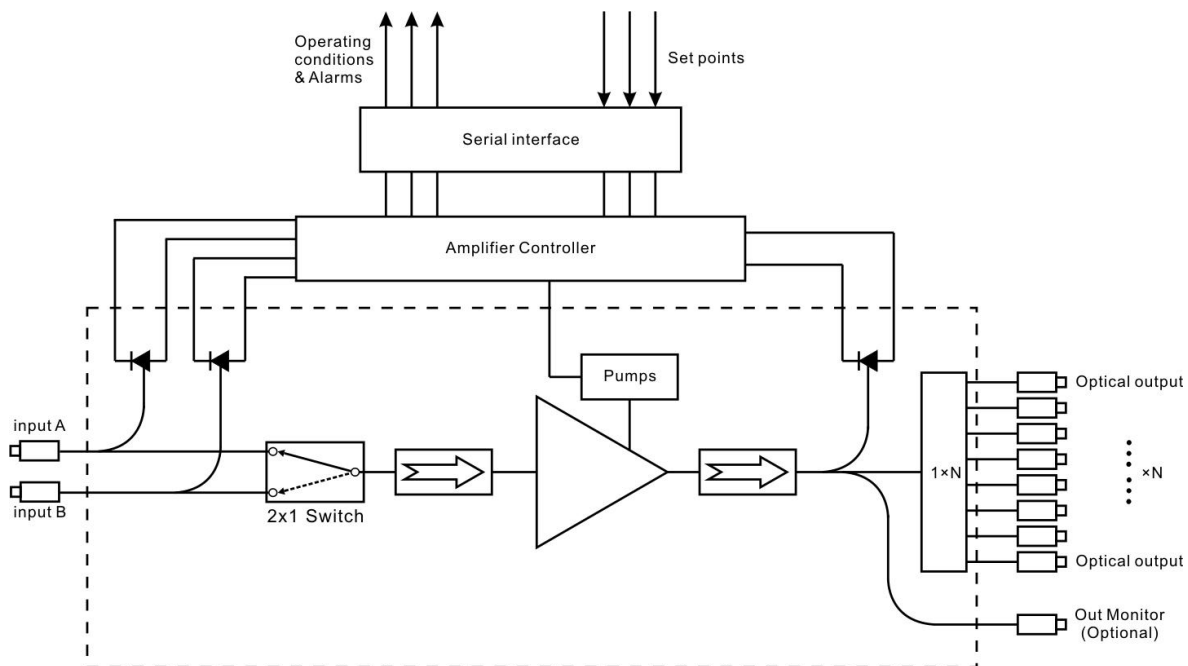 Operating
conditions
& Alarms
Set points
Serial interface
Amplifier Controller
Pumps
input A
input B
2x1 Switch
1×N
Optical output
×N
Optical output
Out Monitor
(Optional)